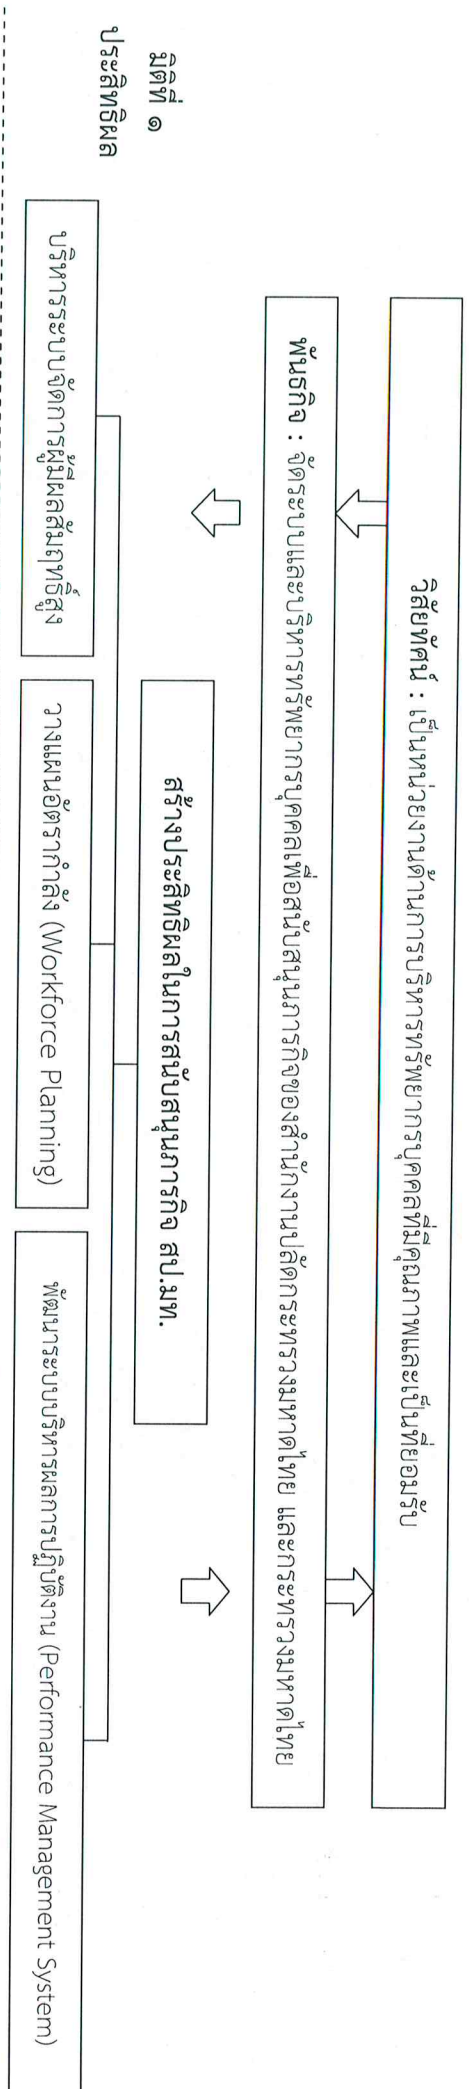 วิสัยทัศน์ : เป็นหน่วยงานด้านการบริหารทรัพยากรบุคคลที่มีคุณภาพและเป็นที่ยอมรับ
พันธกิจ : จัดระบบและบริหารทรัพยากรบุคคลเพื่อสนับสนุนภารกิจของสำนักงานปลัดกระทรวงมหาดไทย และกระทรวงมหาดไทย
มิติที่ ๑
ประสิทธิผล
สร้างประสิทธิผลในการสนับสนุนภารกิจ สป.มท.
บริหารระบบจัดการผู้มีผลสัมฤทธิ์สูง
วางแผนอัตรากำลัง (Workforce Planning)
พัฒนาระบบบริหารผลการปฏิบัติงาน (Performance Management System)